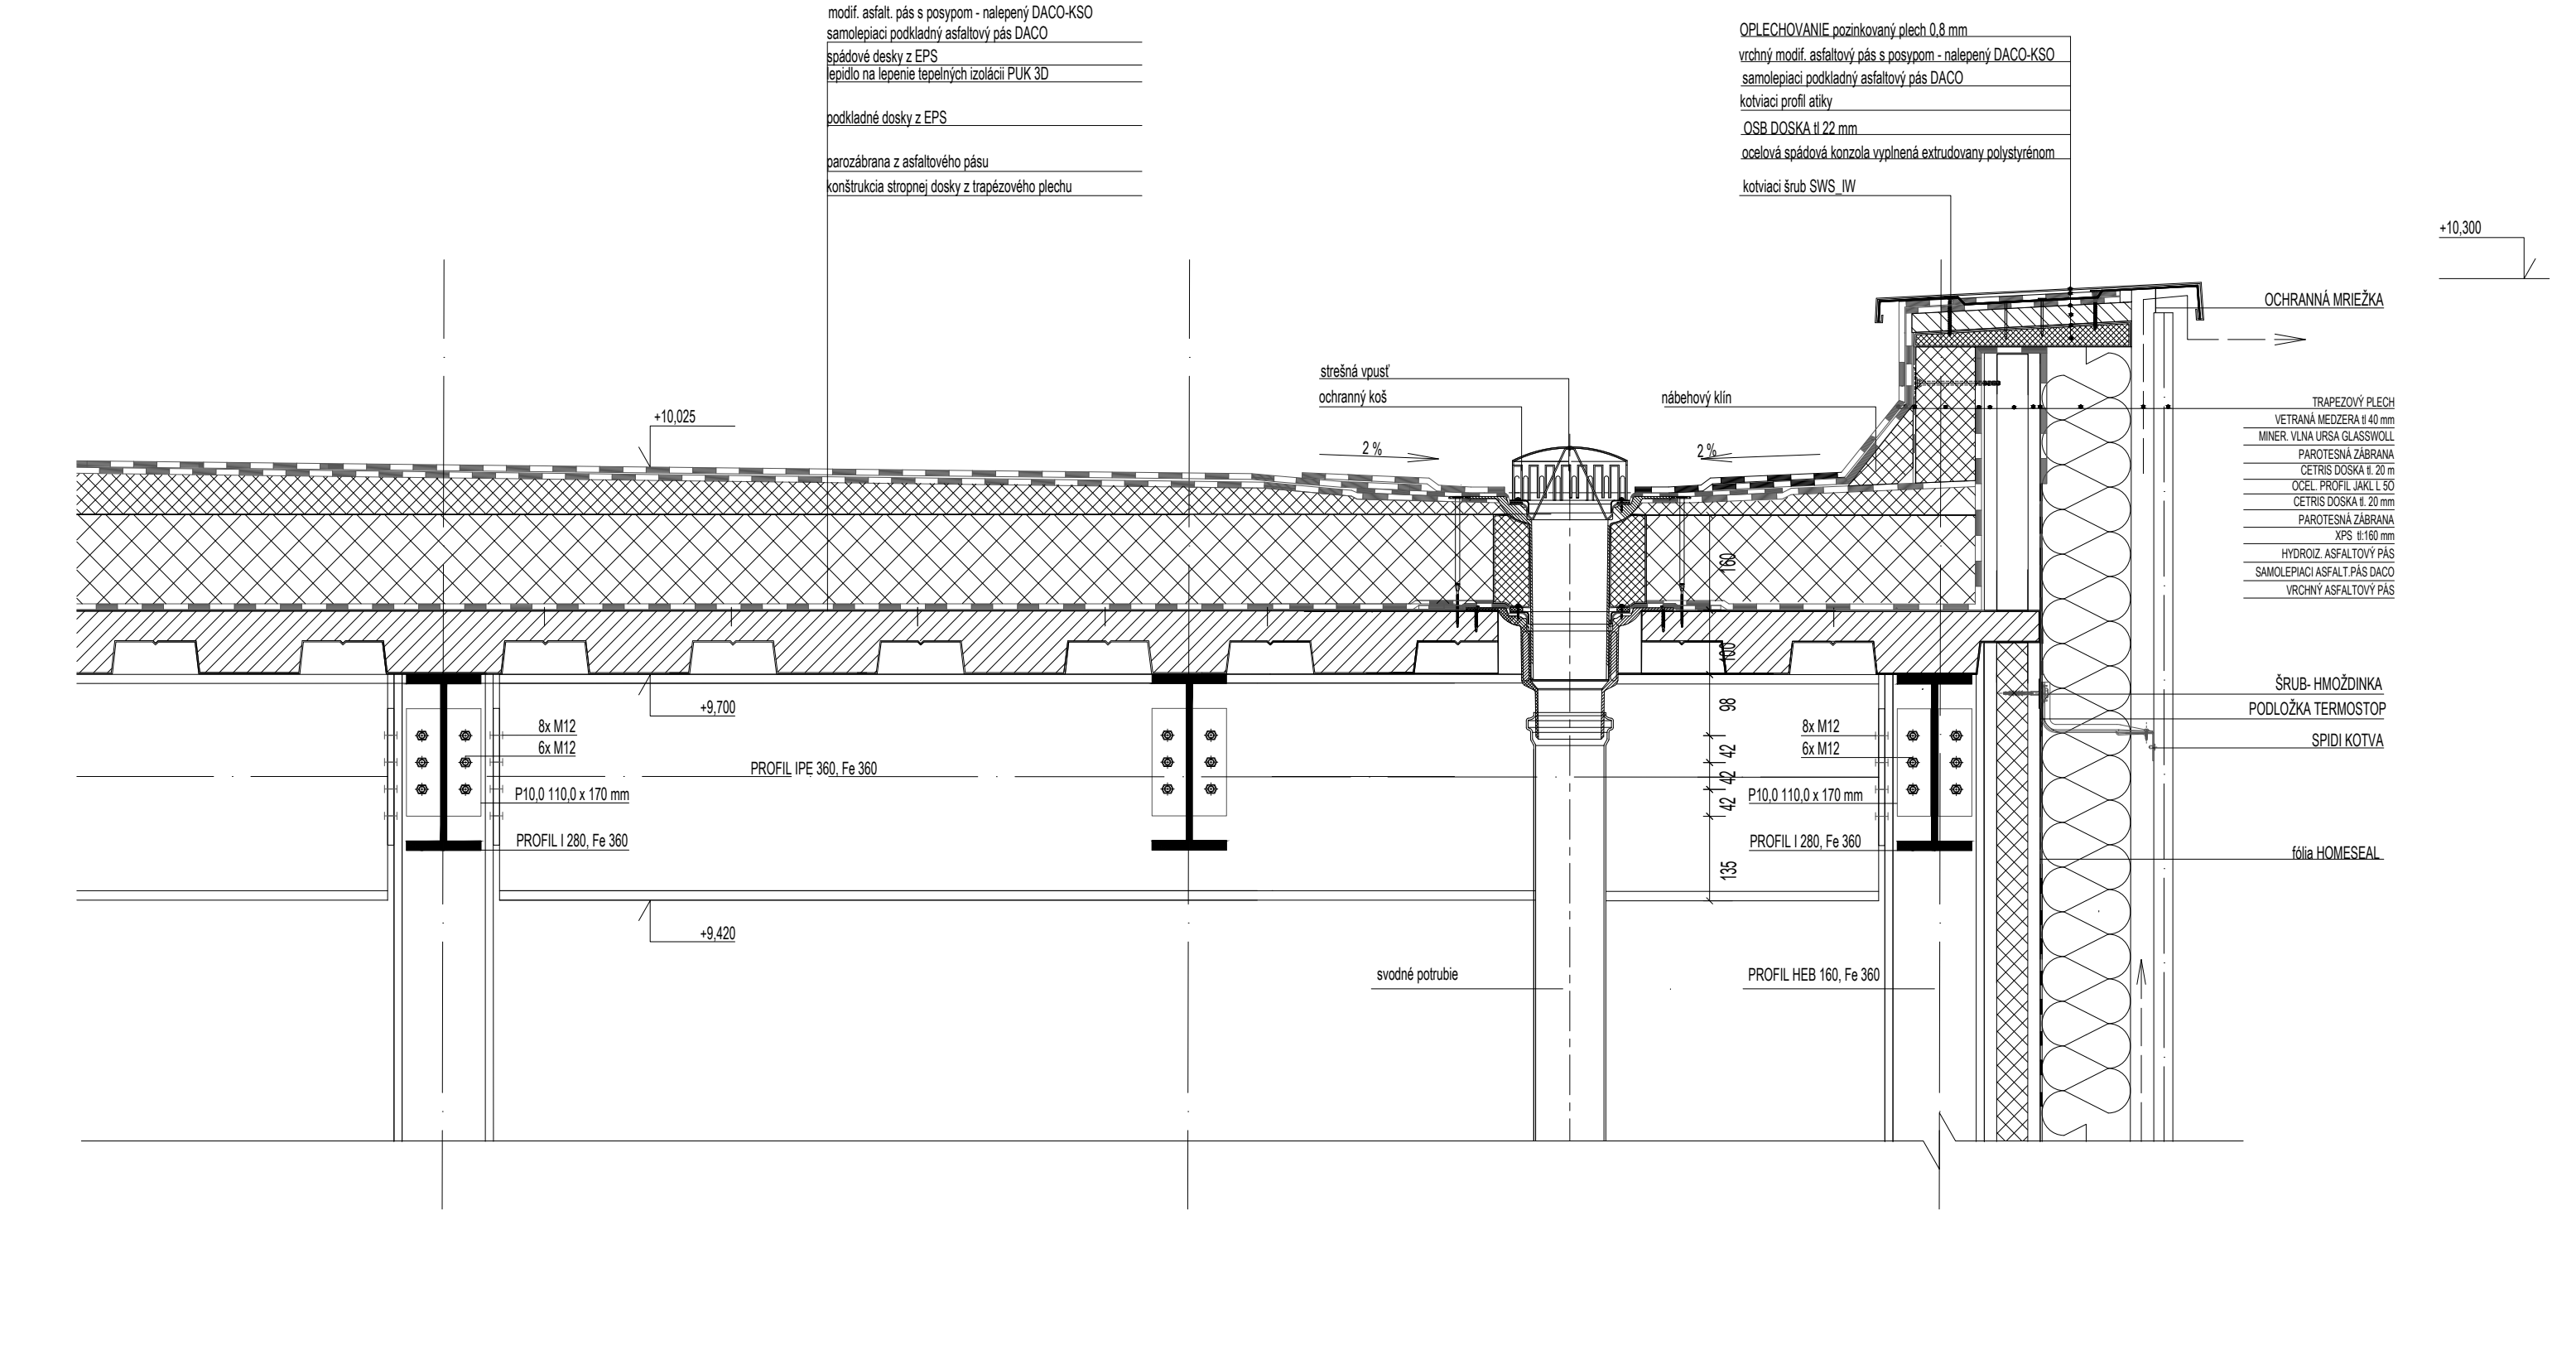 modif. asfalt. pás s posypom - nalepený DACO-KSO
samolepiaci podkladný asfaltový pás DACO
spádové desky z EPS
lepidlo na lepenie tepelných izolácii PUK 3D
podkladné dosky z EPS
parozábrana z asfaltového pásu
konštrukcia stropnej dosky z trapézového plechu
OPLECHOVANIE pozinkovaný plech 0,8 mm
vrchný modif. asfaltový pás s posypom - nalepený DACO-KSO
samolepiaci podkladný asfaltový pás DACO
kotviaci profil atiky
OSB DOSKA tl 22 mm
ocelová spádová konzola vyplnená extrudovany polystyrénom
kotviaci šrub SWS_IW
+10,300
OCHRANNÁ MRIEŽKA
strešná vpusť
ochranný koš
nábehový klín
+10,025
2 %
2 %
TRAPEZOVÝ PLECH
VETRANÁ MEDZERA tl 40 mm
MINER. VLNA URSA GLASSWOLL
PAROTESNÁ ZÁBRANA
CETRIS DOSKA tl. 20 m
OCEL. PROFIL JAKL L 5O
CETRIS DOSKA tl. 20 mm
PAROTESNÁ ZÁBRANA
XPS tl:160 mm
HYDROIZ. ASFALTOVÝ PÁS
SAMOLEPIACI ASFALT.PÁS DACO
VRCHNÝ ASFALTOVÝ PÁS
160
100
98
42
42
42
135
+9,700
8x M12
6x M12
PROFIL IPE 360, Fe 360
P10,0 110,0 x 170 mm
PROFIL I 280, Fe 360
8x M12
6x M12
P10,0 110,0 x 170 mm
PROFIL I 280, Fe 360
ŠRUB- HMOŽDINKA
PODLOŽKA TERMOSTOP
SPIDI KOTVA
fólia HOMESEAL
+9,420
svodné potrubie
PROFIL HEB 160, Fe 360